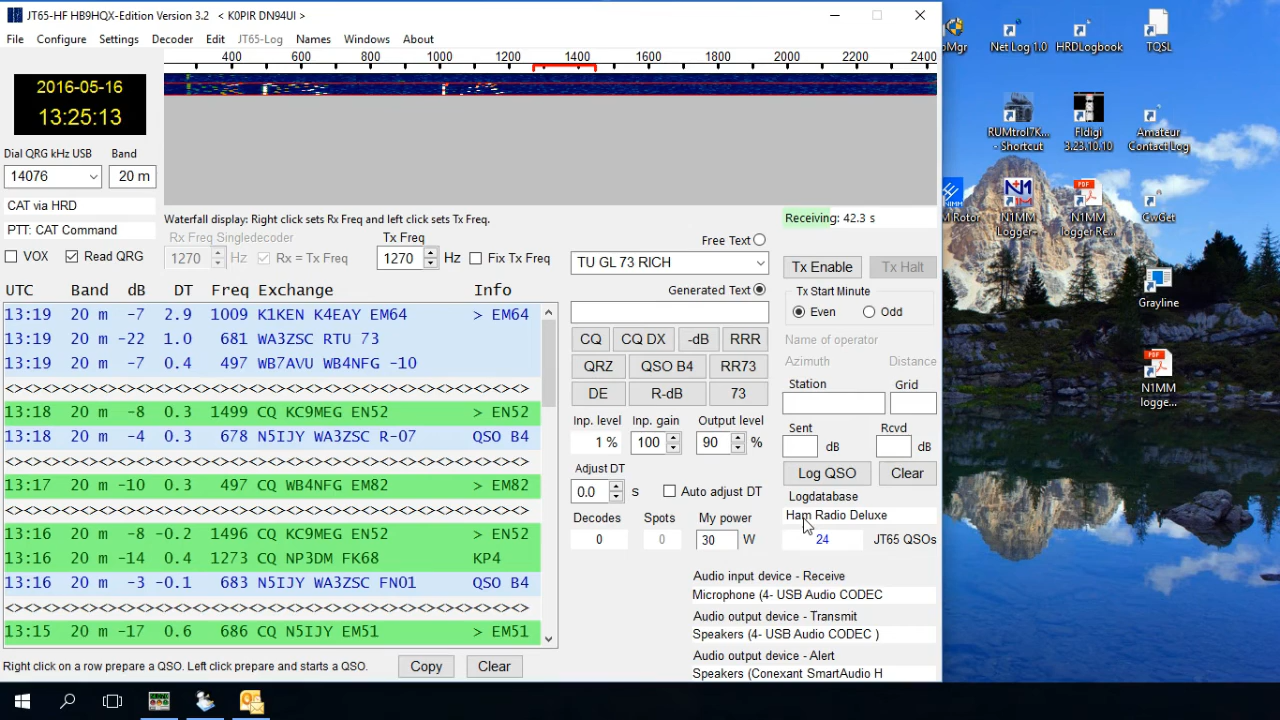 JT65-HF HB9HQX-Edition Version 3.2 < K0PIR DN94UI >
File Configure Settings Decoder Edit JT65-Log Names Windows About
400 600 800 1000 1200 1400 1600 1800 2000 2200 2400
2016-05-16
13:25:13
Dial QRG kHz USB Band
14076 20 m
CAT via HRD
PTT: CAT Command
VOX Read QRG
Waterfall display: Right click sets Rx Freq and left click sets Tx Freq.
Rx Freq Singledecoder Tx Freq
1270 Hz Rx = Tx Freq 1270 Hz Fix Tx Freq
UTC Band dB DT Freq Exchange Info
13:19 20 m -7 2.9 1009 K1KEN K4EAY EM64 > EM64
13:19 20 m -22 1.0 681 WA3ZSC RTU 73
13:19 20 m -7 0.4 497 WB7AVU WB4NFG -10
<><><><><><><><><><><><><><><><><><><><><><><><><><><>
13:18 20 m -8 0.3 1499 CQ KC9MEG EN52 > EN52
13:18 20 m -4 0.3 678 N5IJY WA3ZSC R-07 QSO B4
<><><><><><><><><><><><><><><><><><><><><><><><><><><>
13:17 20 m -10 0.3 497 CQ WB4NFG EM82 > EM82
<><><><><><><><><><><><><><><><><><><><><><><><><><><>
13:16 20 m -8 -0.2 1496 CQ KC9MEG EN52 > EN52
13:16 20 m -14 0.4 1273 CQ NP3DM FK68 KP4
13:16 20 m -3 -0.1 683 N5IJY WA3ZSC FN01 QSO B4
<><><><><><><><><><><><><><><><><><><><><><><><><><><>
13:15 20 m -17 0.6 686 CQ N5IJY EM51 > EM51
Right click on a row prepare a QSO. Left click prepare and starts a QSO. Copy Clear
Free Text
TU GL 73 RICH
Generated Text
CQ CQ DX -dB RRR
QRZ QSO B4 RR73
DE R-dB 73
Inp. level Inp. gain Output level
1 % 100 90 %
Adjust DT
0.0 s Auto adjust DT
Decodes Spots My power
0 0 30 W
Receiving: 42.3 s
Tx Enable Tx Halt
Tx Start Minute
Even Odd
Name of operator
Azimuth Distance
Station Grid
Sent Rcvd
dB dB
Log QSO Clear
Logdatabase
Ham Radio Deluxe
24 JT65 QSOs
Audio input device - Receive
Microphone (4- USB Audio CODEC
Audio output device - Transmit
Speakers (4- USB Audio CODEC )
Audio output device - Alert
Speakers (Conexant SmartAudio H
Net Log 1.0
HRDLogbook
TQSL
RUMtrol7K... - Shortcut
Fldigi 3.23.10.10
Amateur Contact Log
Rotor
N1MM Logger+
PDF
N1MM logger Re...
CwGet
Grayline
PDF
N1MM logge...